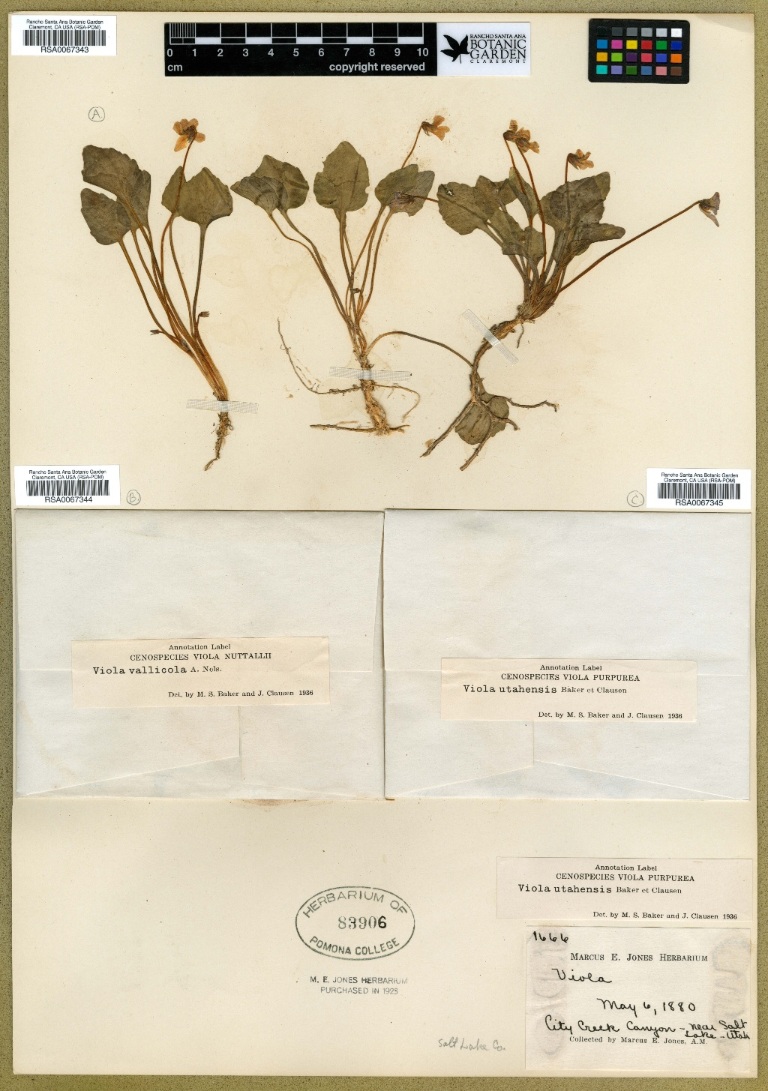 Rancho Santa Ana Botanic Garden
Claremont, CA USA (RSA-POM)
RSA0067343
0 1 2 3 4 5 6 7 8 9 10
cm
copyright reserved
RANCHO SANTA ANA
BOTANIC
GARDEN
CLAREMONT
A
Rancho Santa Ana Botanic Garden
Claremont, CA USA (RSA-POM)
RSA0067344
B
C
Rancho Santa Ana Botanic Garden
Claremont, CA USA (RSA-POM)
RSA0067345
Annotation Label
CENOSPECIES VIOLA NUTTALLII
Viola vallicola A. Nels.
Det. by M. S. Baker and J. Clausen 1936
Annotation Label
CENOSPECIES VIOLA PURPUREA
Viola utahensis Baker et Clausen
Det. by M. S. Baker and J. Clausen 1936
Annotation Label
CENOSPECIES VIOLA PURPUREA
Viola utahensis Baker et Clausen
Det. by M. S. Baker and J. Clausen 1936
HERBARIUM OF
83906
POMONA COLLEGE
M. E. JONES HERBARIUM
PURCHASED IN 1923
Salt Lake Co.
1666
MARCUS E. JONES HERBARIUM
Viola
May 6, 1880
City Creek Canyon - near Salt
Lake - Utah
Collected by Marcus E. Jones, A.M.